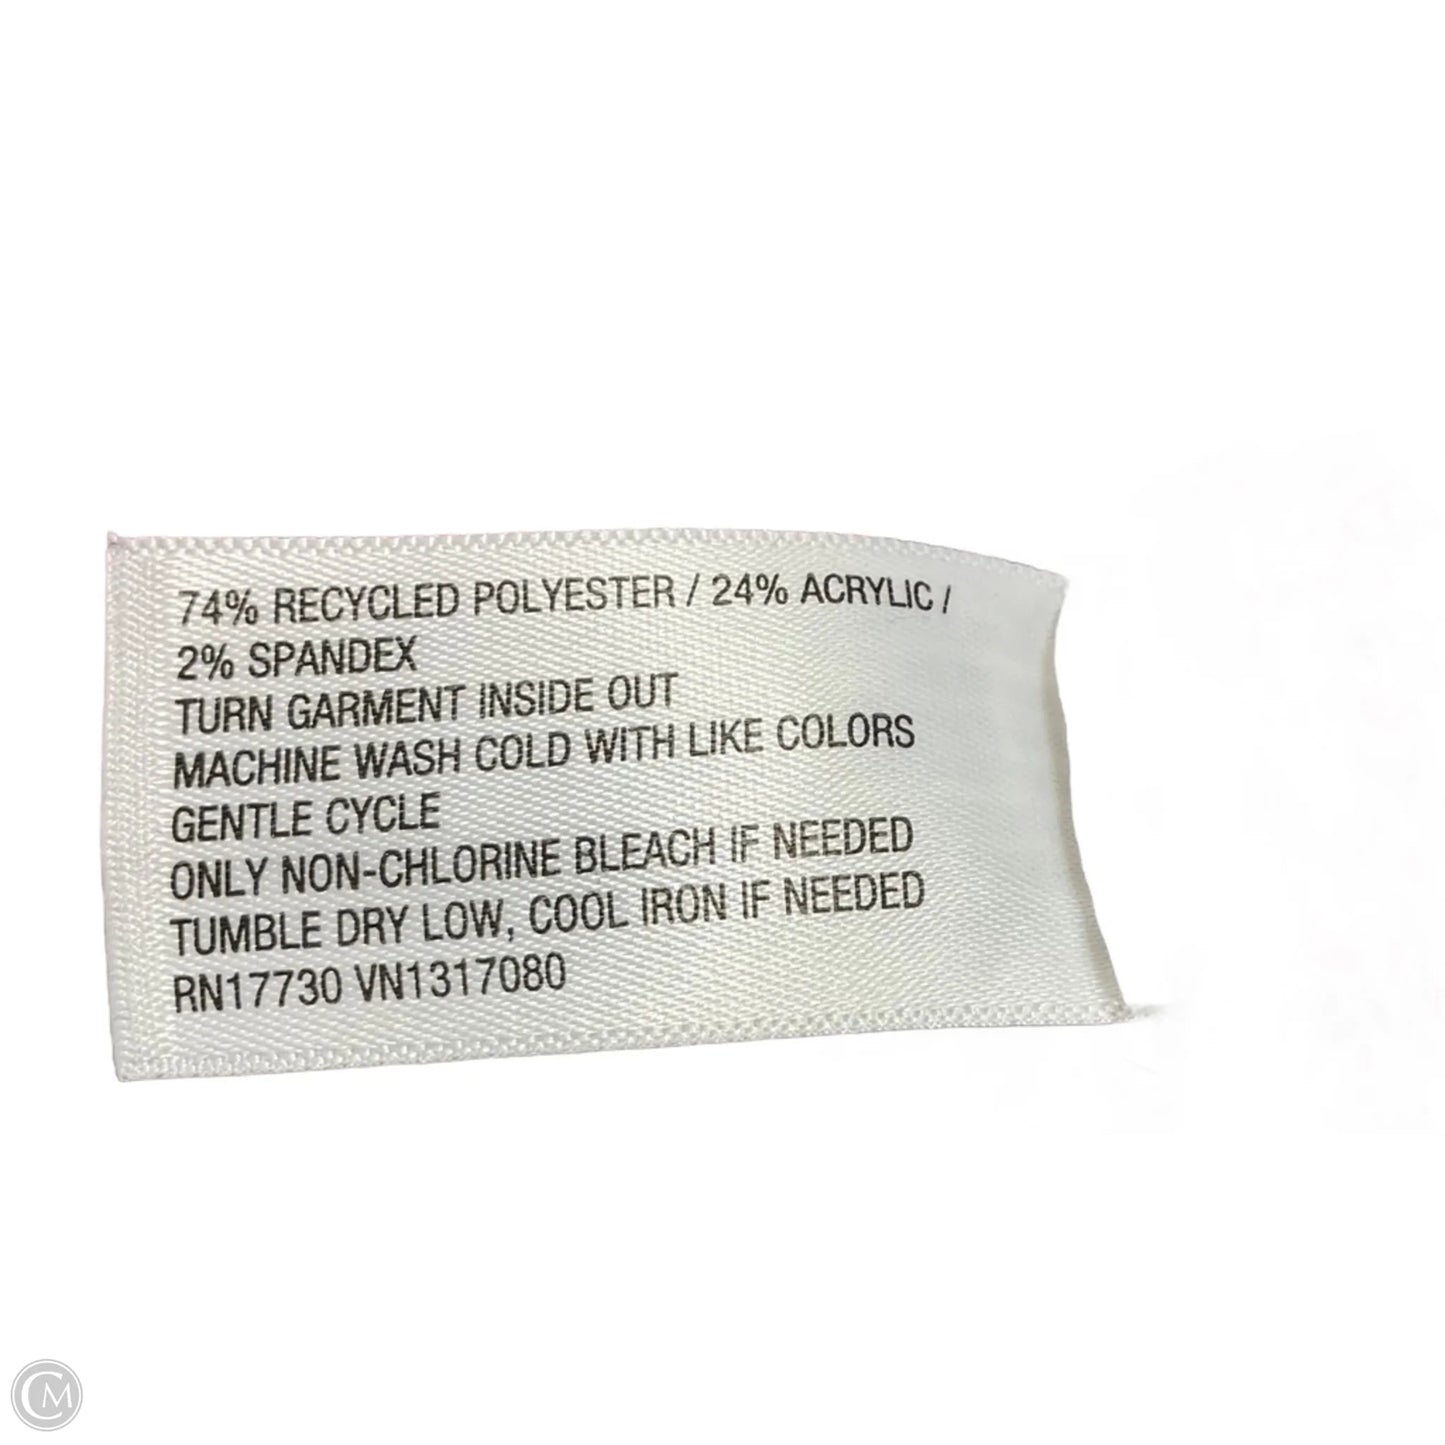 74% RECYCLED POLYESTER / 24% ACRYLIC /
2% SPANDEX
TURN GARMENT INSIDE OUT
MACHINE WASH COLD WITH LIKE COLORS
GENTLE CYCLE
ONLY NON-CHLORINE BLEACH IF NEEDED
TUMBLE DRY LOW, COOL IRON IF NEEDED
RN17730 VN1317080
CM